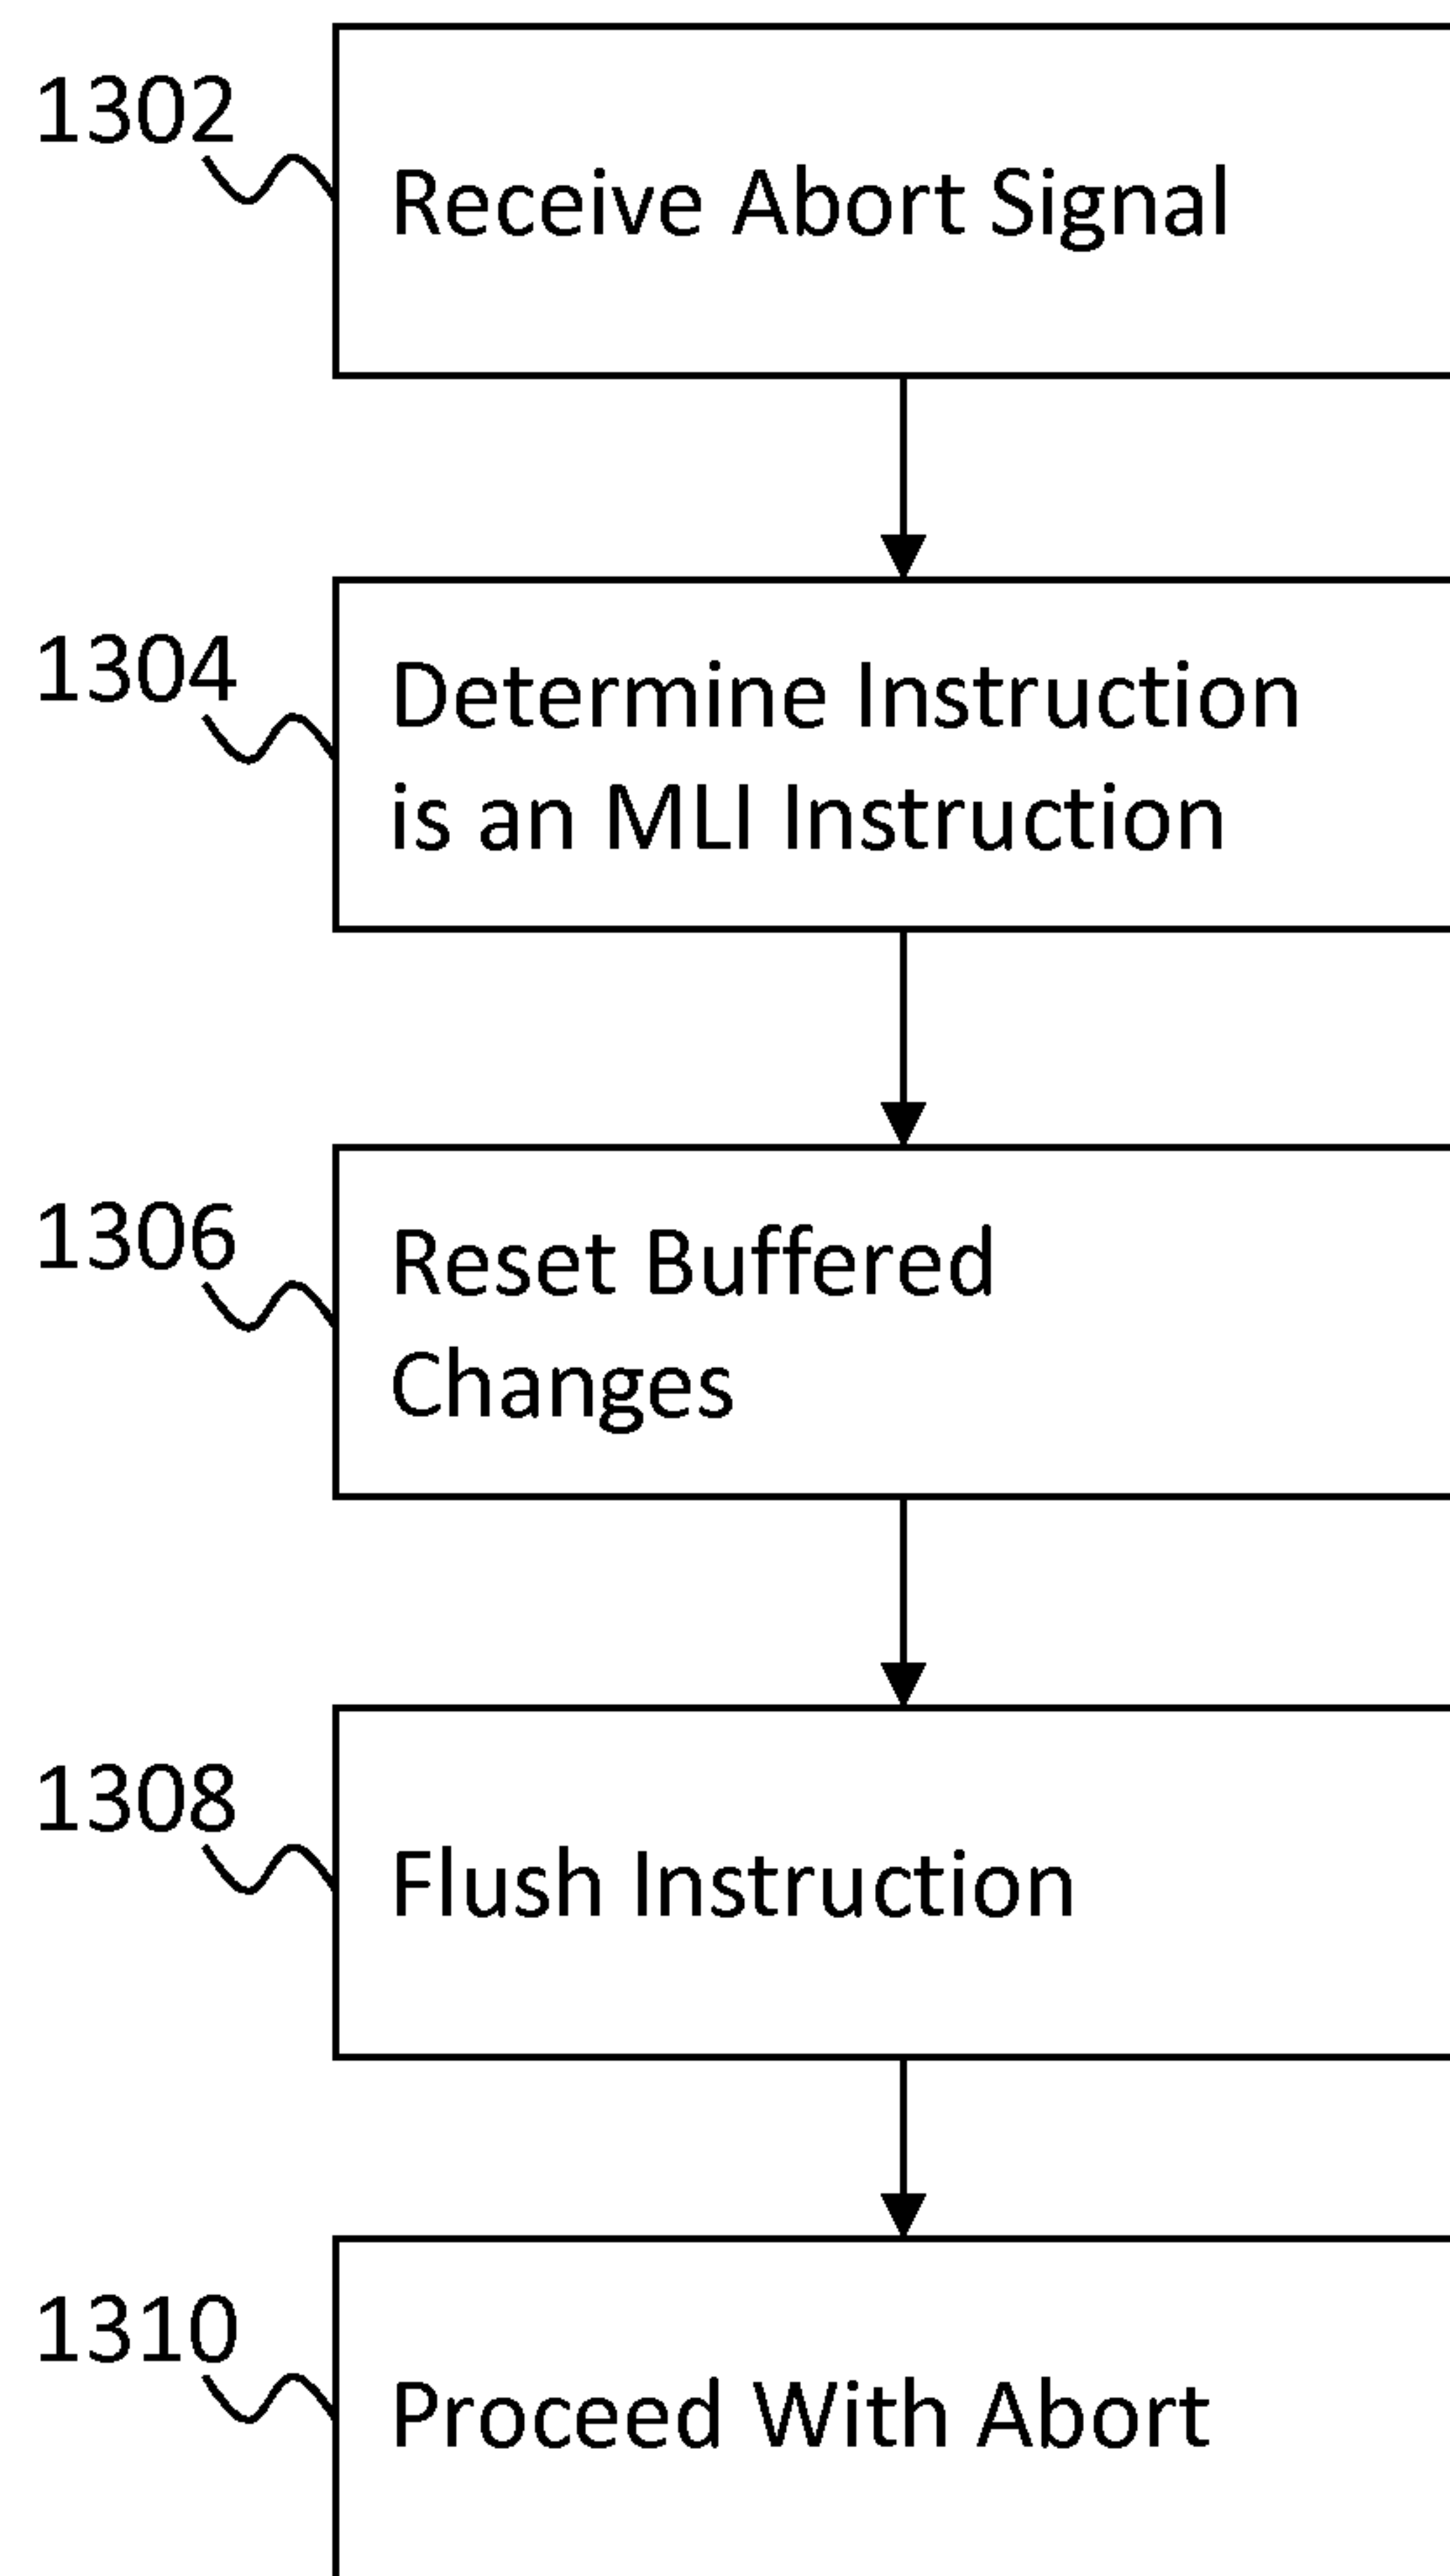 1302
Receive Abort Signal
1304
Determine Instruction
is an MLI Instruction
1306
Reset Buffered
Changes
1308
Flush Instruction
1310
Proceed With Abort